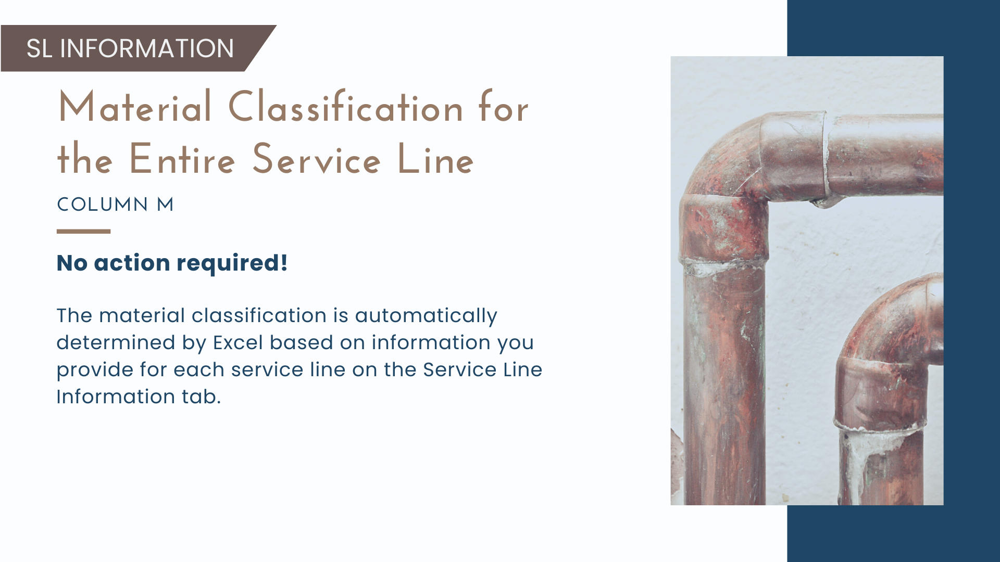 SL INFORMATION
Material Classification for
the Entire Service Line
COLUMN M
No action required!
The material classification is automatically
determined by Excel based on information you
provide for each service line on the Service Line
Information tab.